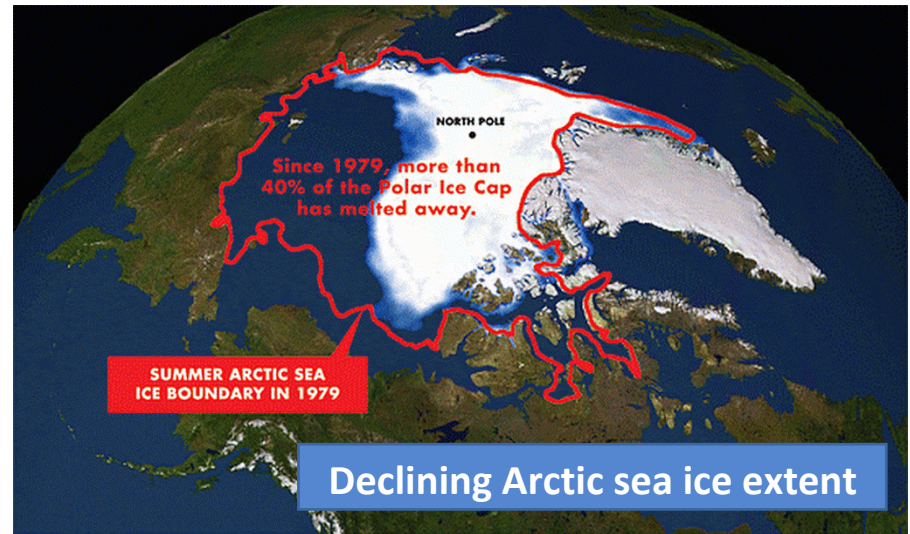 NORTH POLE
Since 1979, more than
40% of the Polar Ice Cap
has melted away.
SUMMER ARCTIC SEA
ICE BOUNDARY IN 1979
Declining Arctic sea ice extent